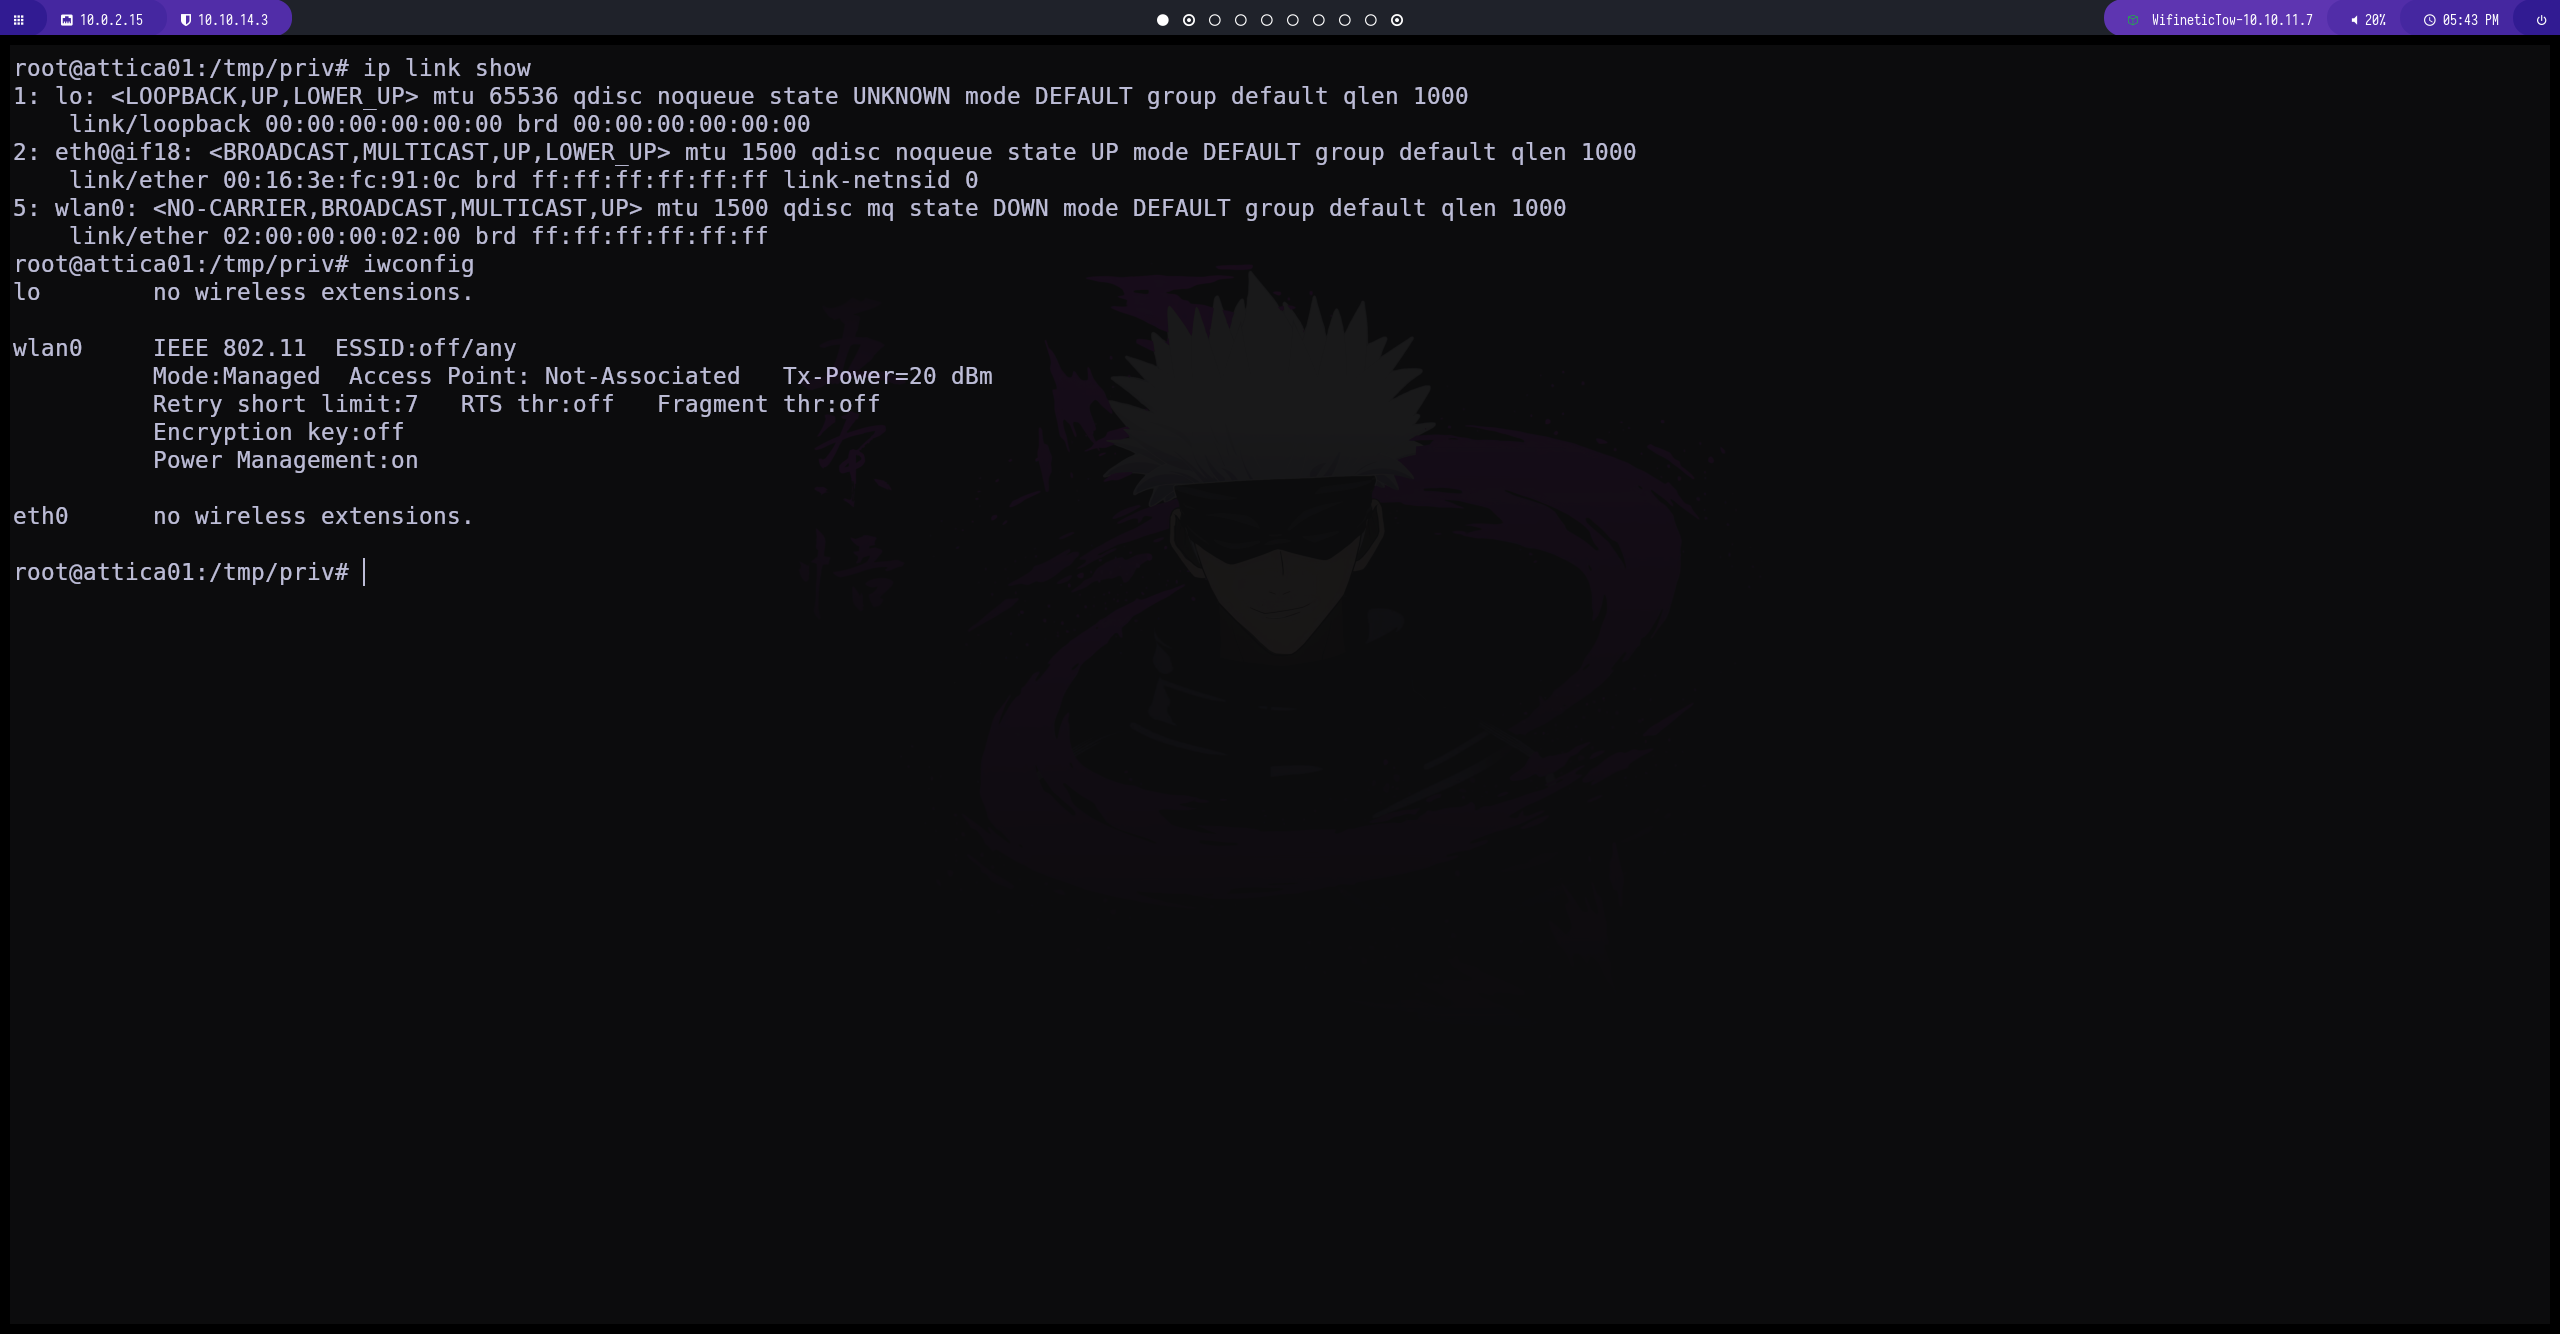 10.0.2.15 10.10.14.3 WifineticTow-10.10.11.7 20% 05:43 PM
root@attica01:/tmp/priv# ip link show
1: lo: <LOOPBACK,UP,LOWER_UP> mtu 65536 qdisc noqueue state UNKNOWN mode DEFAULT group default qlen 1000
    link/loopback 00:00:00:00:00:00 brd 00:00:00:00:00:00
2: eth0@if18: <BROADCAST,MULTICAST,UP,LOWER_UP> mtu 1500 qdisc noqueue state UP mode DEFAULT group default qlen 1000
    link/ether 00:16:3e:fc:91:0c brd ff:ff:ff:ff:ff:ff link-netnsid 0
5: wlan0: <NO-CARRIER,BROADCAST,MULTICAST,UP> mtu 1500 qdisc mq state DOWN mode DEFAULT group default qlen 1000
    link/ether 02:00:00:00:02:00 brd ff:ff:ff:ff:ff:ff
root@attica01:/tmp/priv# iwconfig
lo        no wireless extensions.

wlan0     IEEE 802.11  ESSID:off/any
          Mode:Managed  Access Point: Not-Associated   Tx-Power=20 dBm
          Retry short limit:7   RTS thr:off   Fragment thr:off
          Encryption key:off
          Power Management:on

eth0      no wireless extensions.

root@attica01:/tmp/priv#